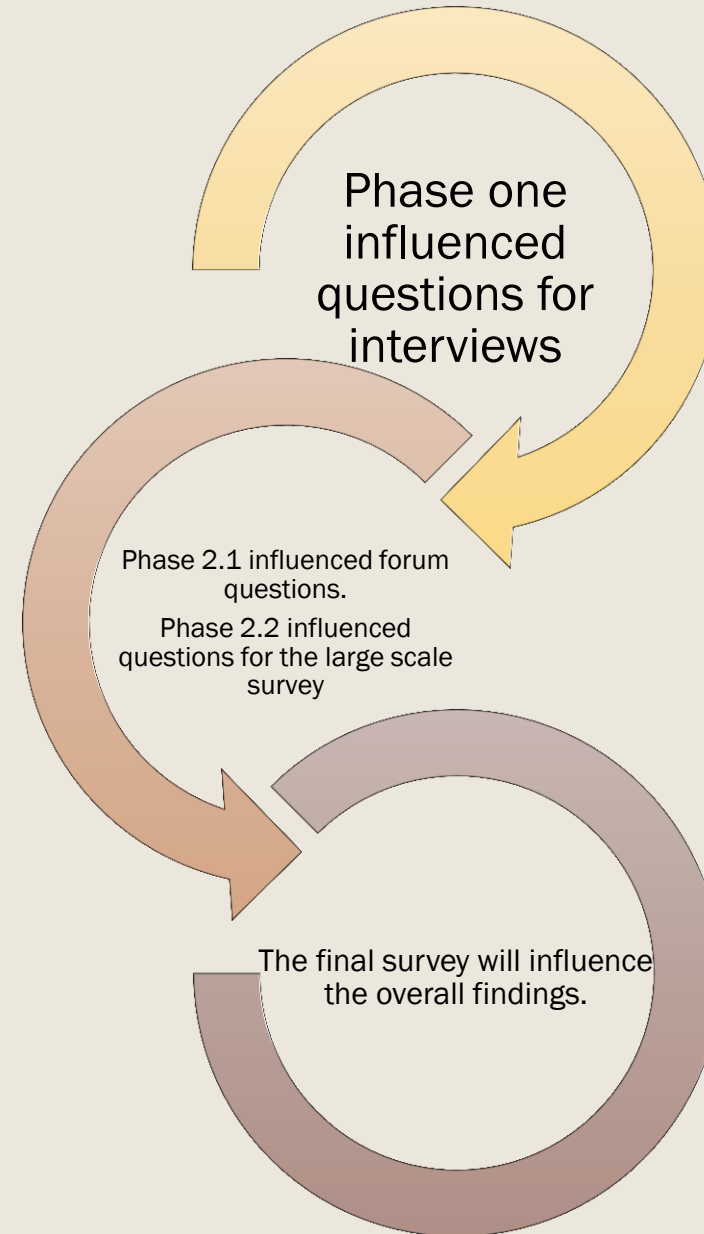 Phase one
influenced
questions for
interviews
Phase 2.1 influenced forum
questions.
Phase 2.2 influenced
questions for the large scale
survey
The final survey will influence
the overall findings.